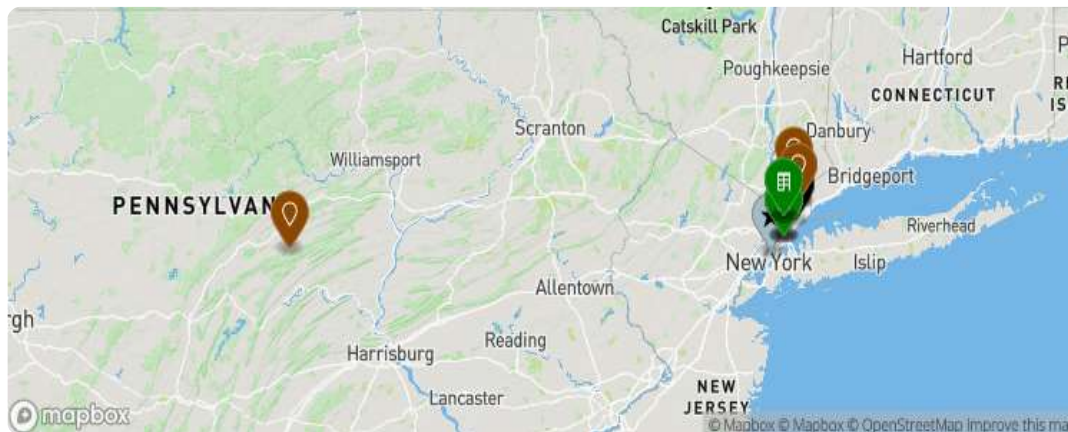 Catskill Park
Poughkeepsie
Hartford
CONNECTICUT
Scranton
Danbury
Williamsport
Bridgeport
PENNSYLVAN
Riverhead
New York
Islip
Allentown
Reading
Harrisburg
Lancaster
NEW
JERSEY
mapbox
© Mapbox © OpenStreetMap Improve this ma